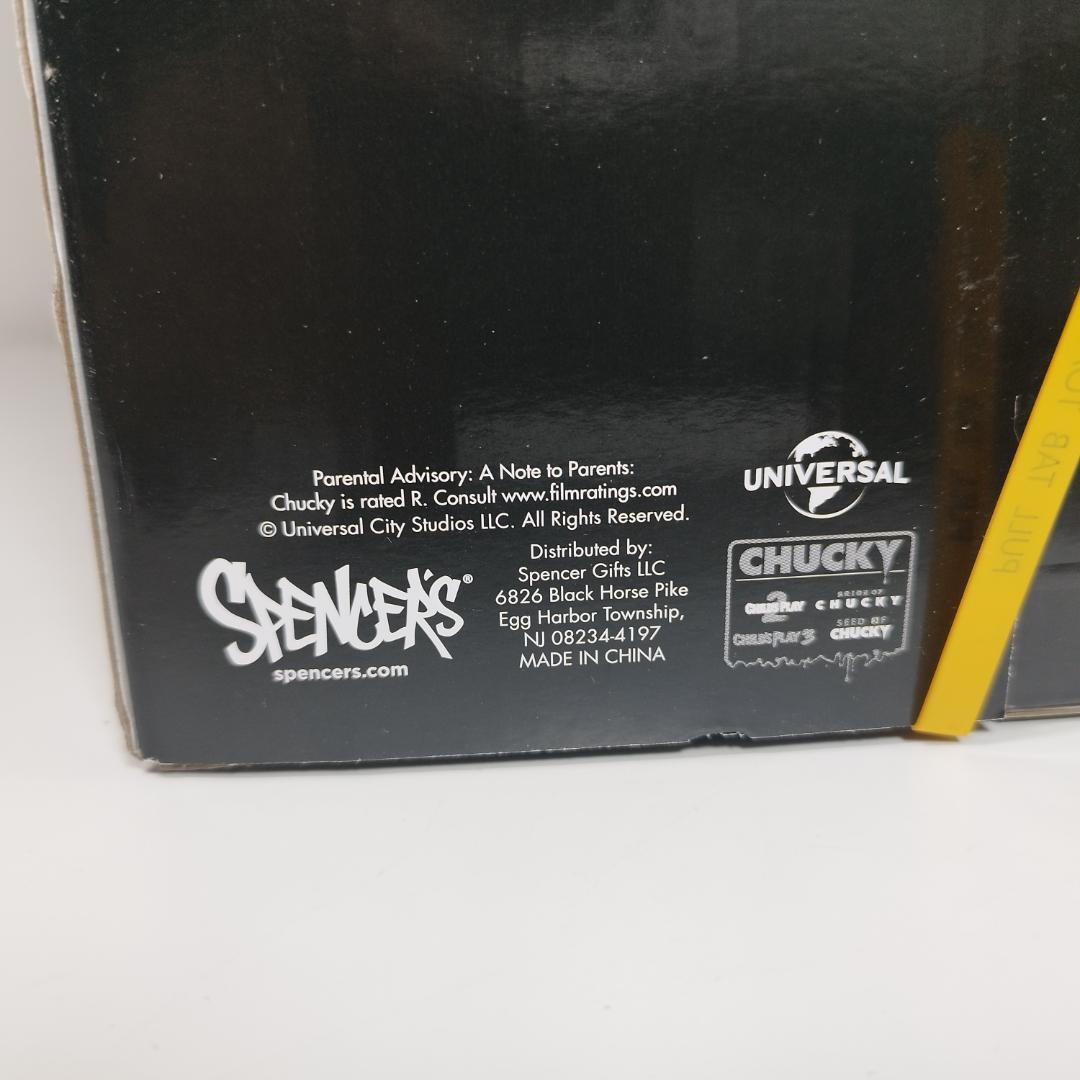 Parental Advisory: A Note to Parents:
Chucky is rated R. Consult www.filmratings.com
© Universal City Studios LLC. All Rights Reserved.
SPENCER'S®
spencers.com
Distributed by:
Spencer Gifts LLC
6826 Black Horse Pike
Egg Harbor Township,
NJ 08234-4197
MADE IN CHINA
UNIVERSAL
CHUCKY
CHILD'S PLAY 2
BRIDE OF
CHUCKY
CHILD'S PLAY 3
SEED OF
CHUCKY
PULL TAB TO